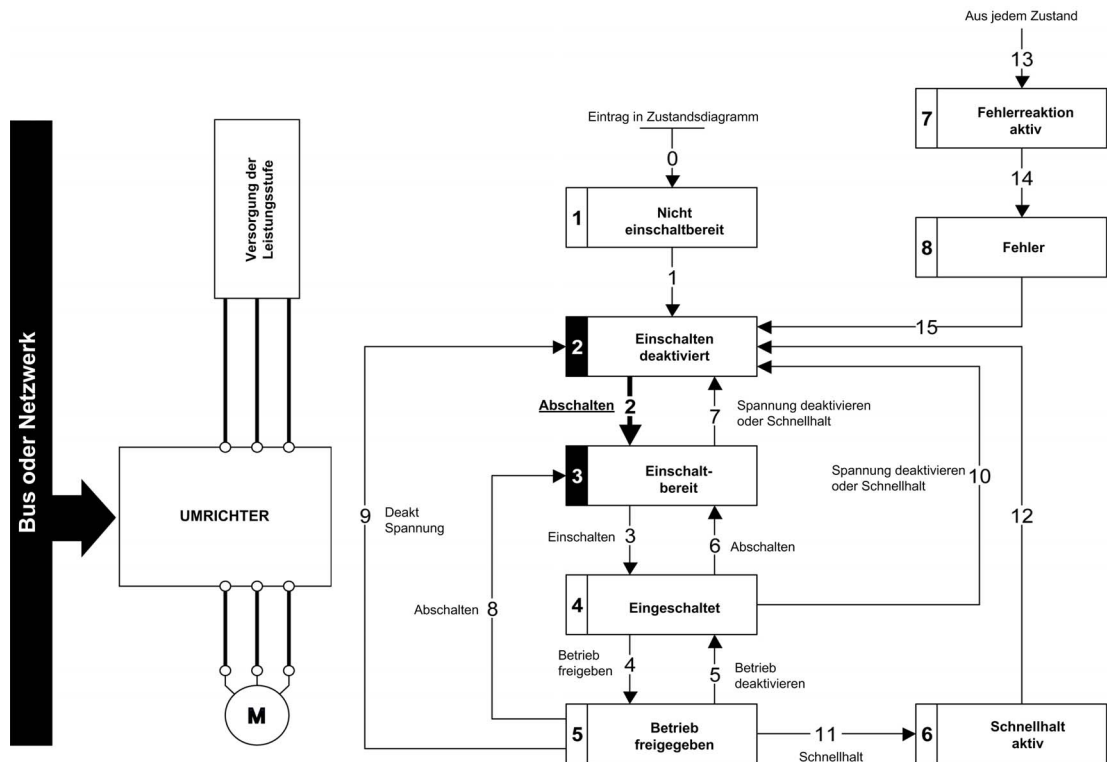 Bus oder Netzwerk
Versorgung der
Leistungsstufe
UMRICHTER
M
Aus jedem Zustand
13
7
Fehlerreaktion
aktiv
14
8
Fehler
15
Eintrag in Zustandsdiagramm
0
1
Nicht
einschaltbereit
1
2
Einschalten
deaktiviert
Abschalten
2
7
Spannung deaktivieren
oder Schnellhalt
3
Einschalt-
bereit
Einschalten
3
6
Abschalten
4
Eingeschaltet
Betrieb
freigeben
4
5
Betrieb
deaktivieren
5
Betrieb
freigegeben
9
Deakt
Spannung
Abschalten
8
Spannung deaktivieren
oder Schnellhalt
10
12
11
Schnellhalt
6
Schnellhalt
aktiv